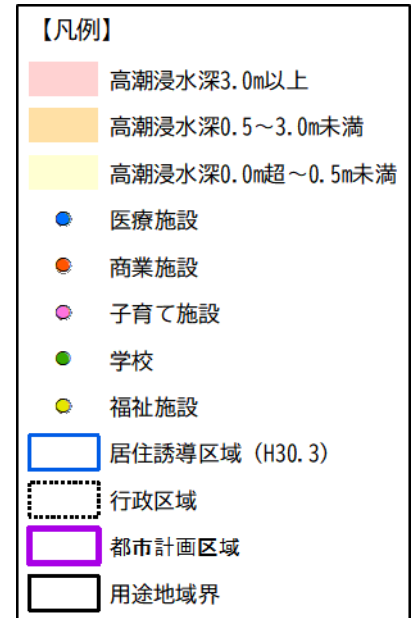 【凡例】
高潮浸水深3.0m以上
高潮浸水深0.5～3.0m未満
高潮浸水深0.0m超～0.5m未満
医療施設
商業施設
子育て施設
学校
福祉施設
居住誘導区域（H30.3）
行政区域
都市計画区域
用途地域界